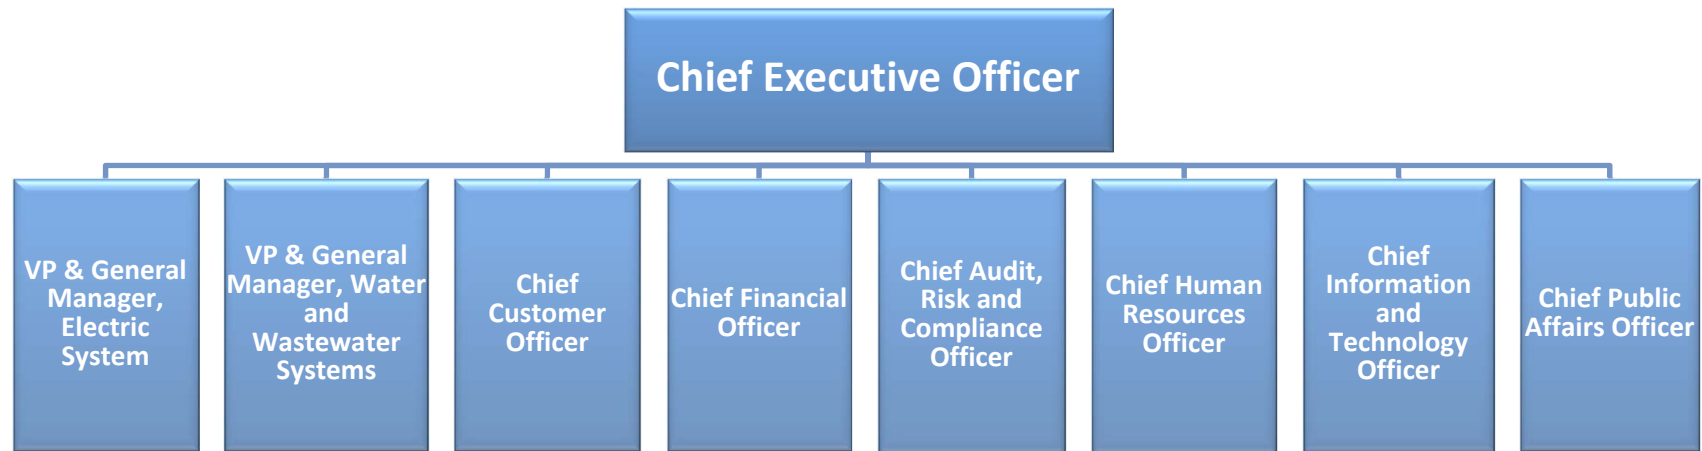 Chief Executive Officer
VP & General
Manager,
Electric
System
VP & General
Manager, Water
and
Wastewater
Systems
Chief
Customer
Officer
Chief Financial
Officer
Chief Audit,
Risk and
Compliance
Officer
Chief Human
Resources
Officer
Chief
Information
and
Technology
Officer
Chief Public
Affairs Officer